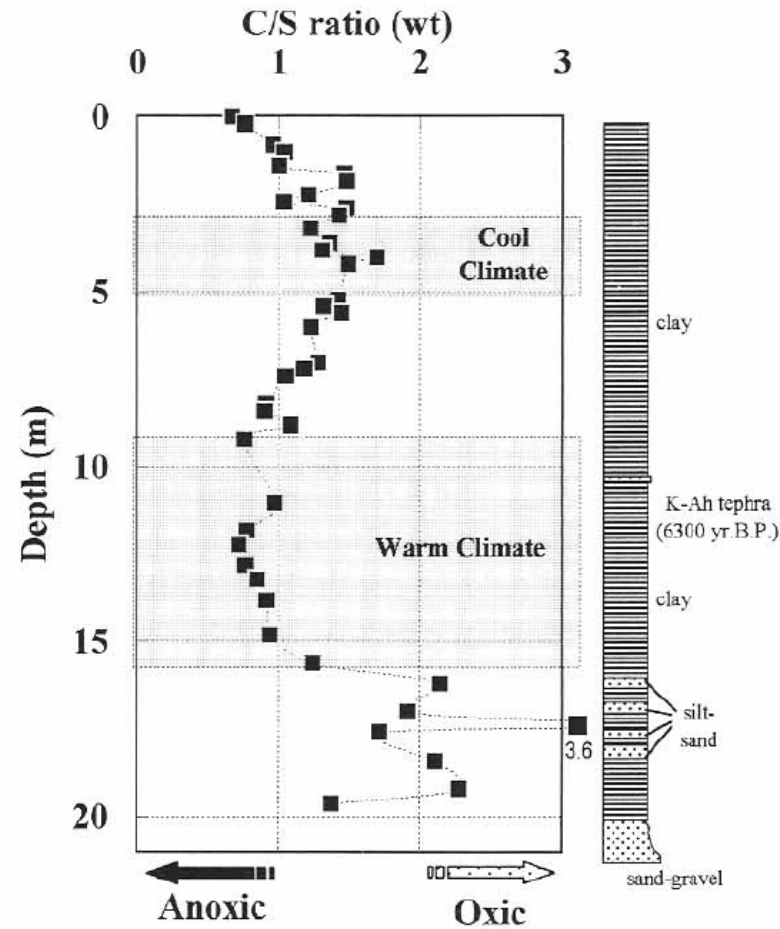 C/S ratio (wt)
0 1 2 3
0
5
10
15
20
Depth (m)
Cool
Climate
Warm Climate
3.6
clay
K-Ah tephra
(6300 yr.B.P.)
clay
silt-
sand
sand-gravel
Anoxic
Oxic